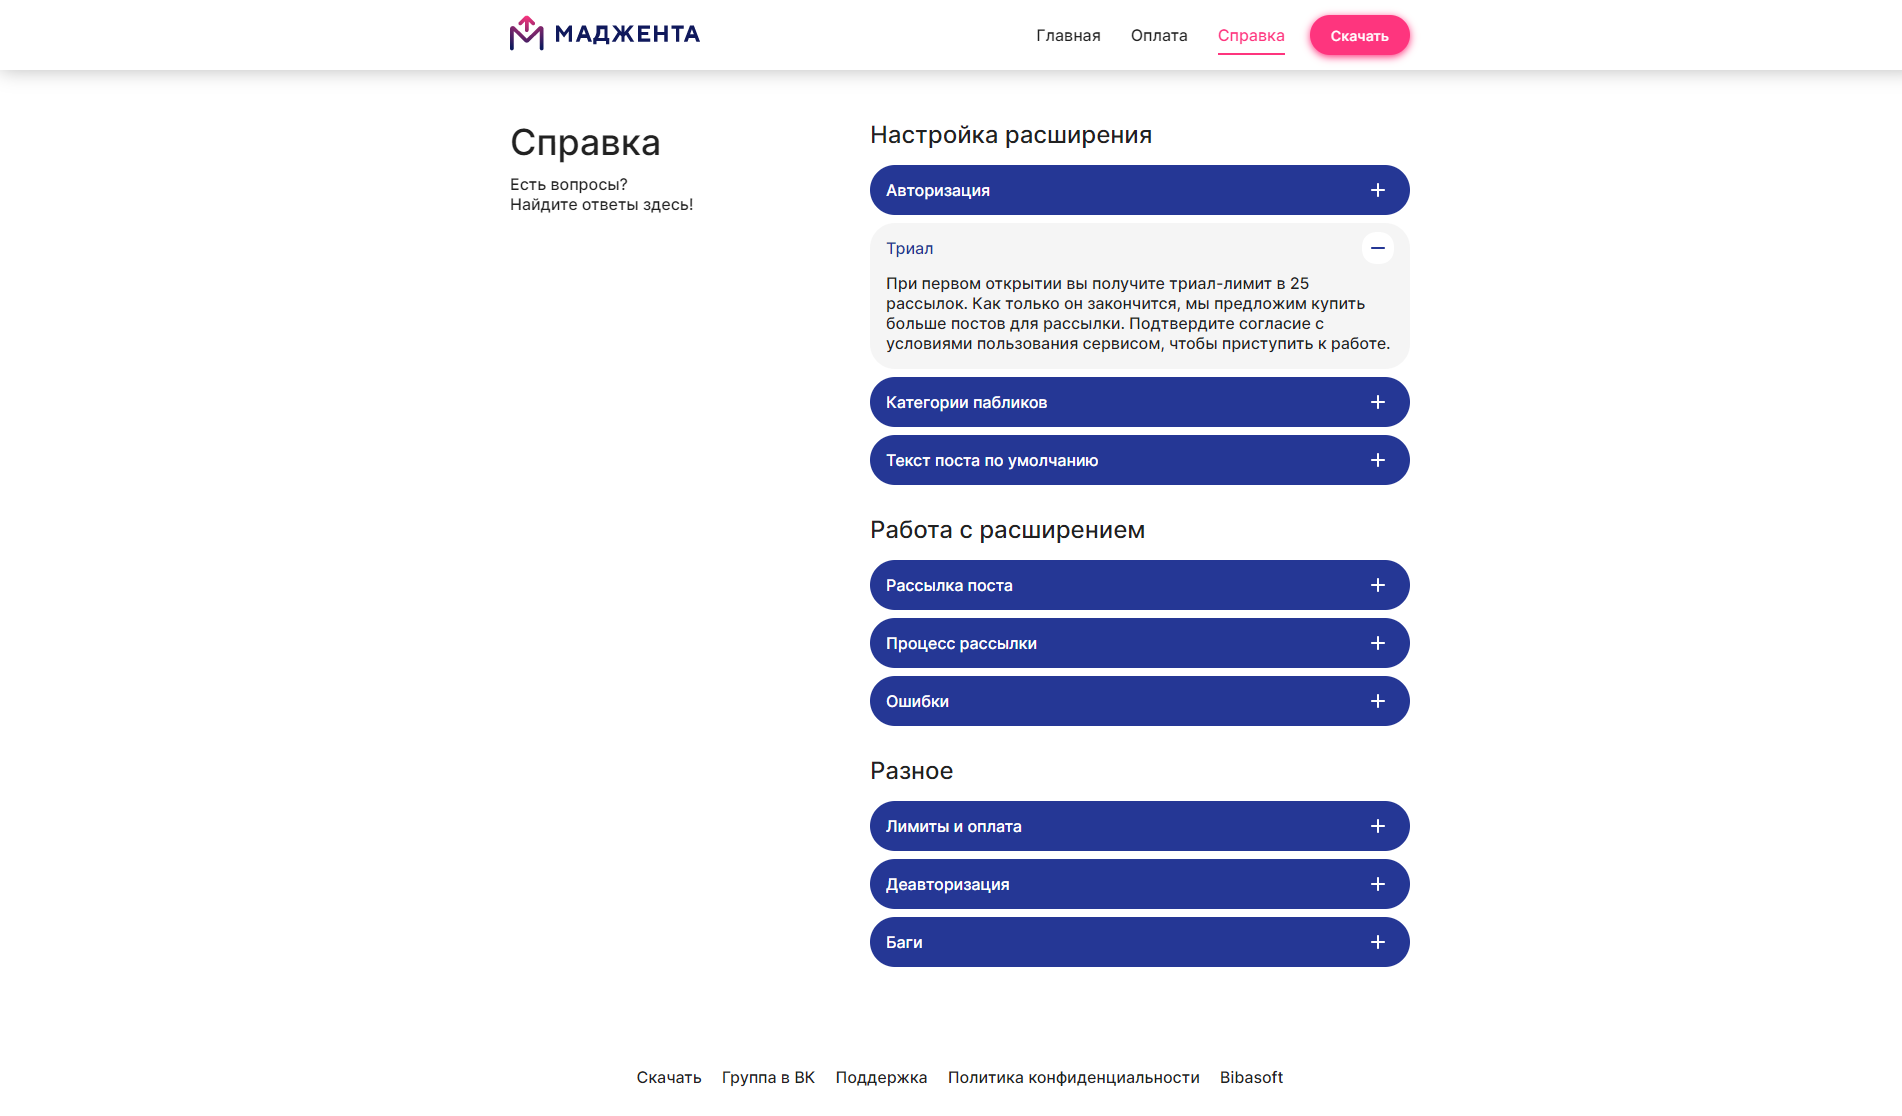 МАДЖЕНТА
Главная
Оплата
Справка
Скачать
Справка
Есть вопросы?
Найдите ответы здесь!
Настройка расширения
Авторизация
Триал
При первом открытии вы получите триал-лимит в 25
рассылок. Как только он закончится, мы предложим купить
больше постов для рассылки. Подтвердите согласие с
условиями пользования сервисом, чтобы приступить к работе.
Категории пабликов
Текст поста по умолчанию
Работа с расширением
Рассылка поста
Процесс рассылки
Ошибки
Разное
Лимиты и оплата
Деавторизация
Баги
Скачать
Группа в ВК
Поддержка
Политика конфиденциальности
Bibasoft